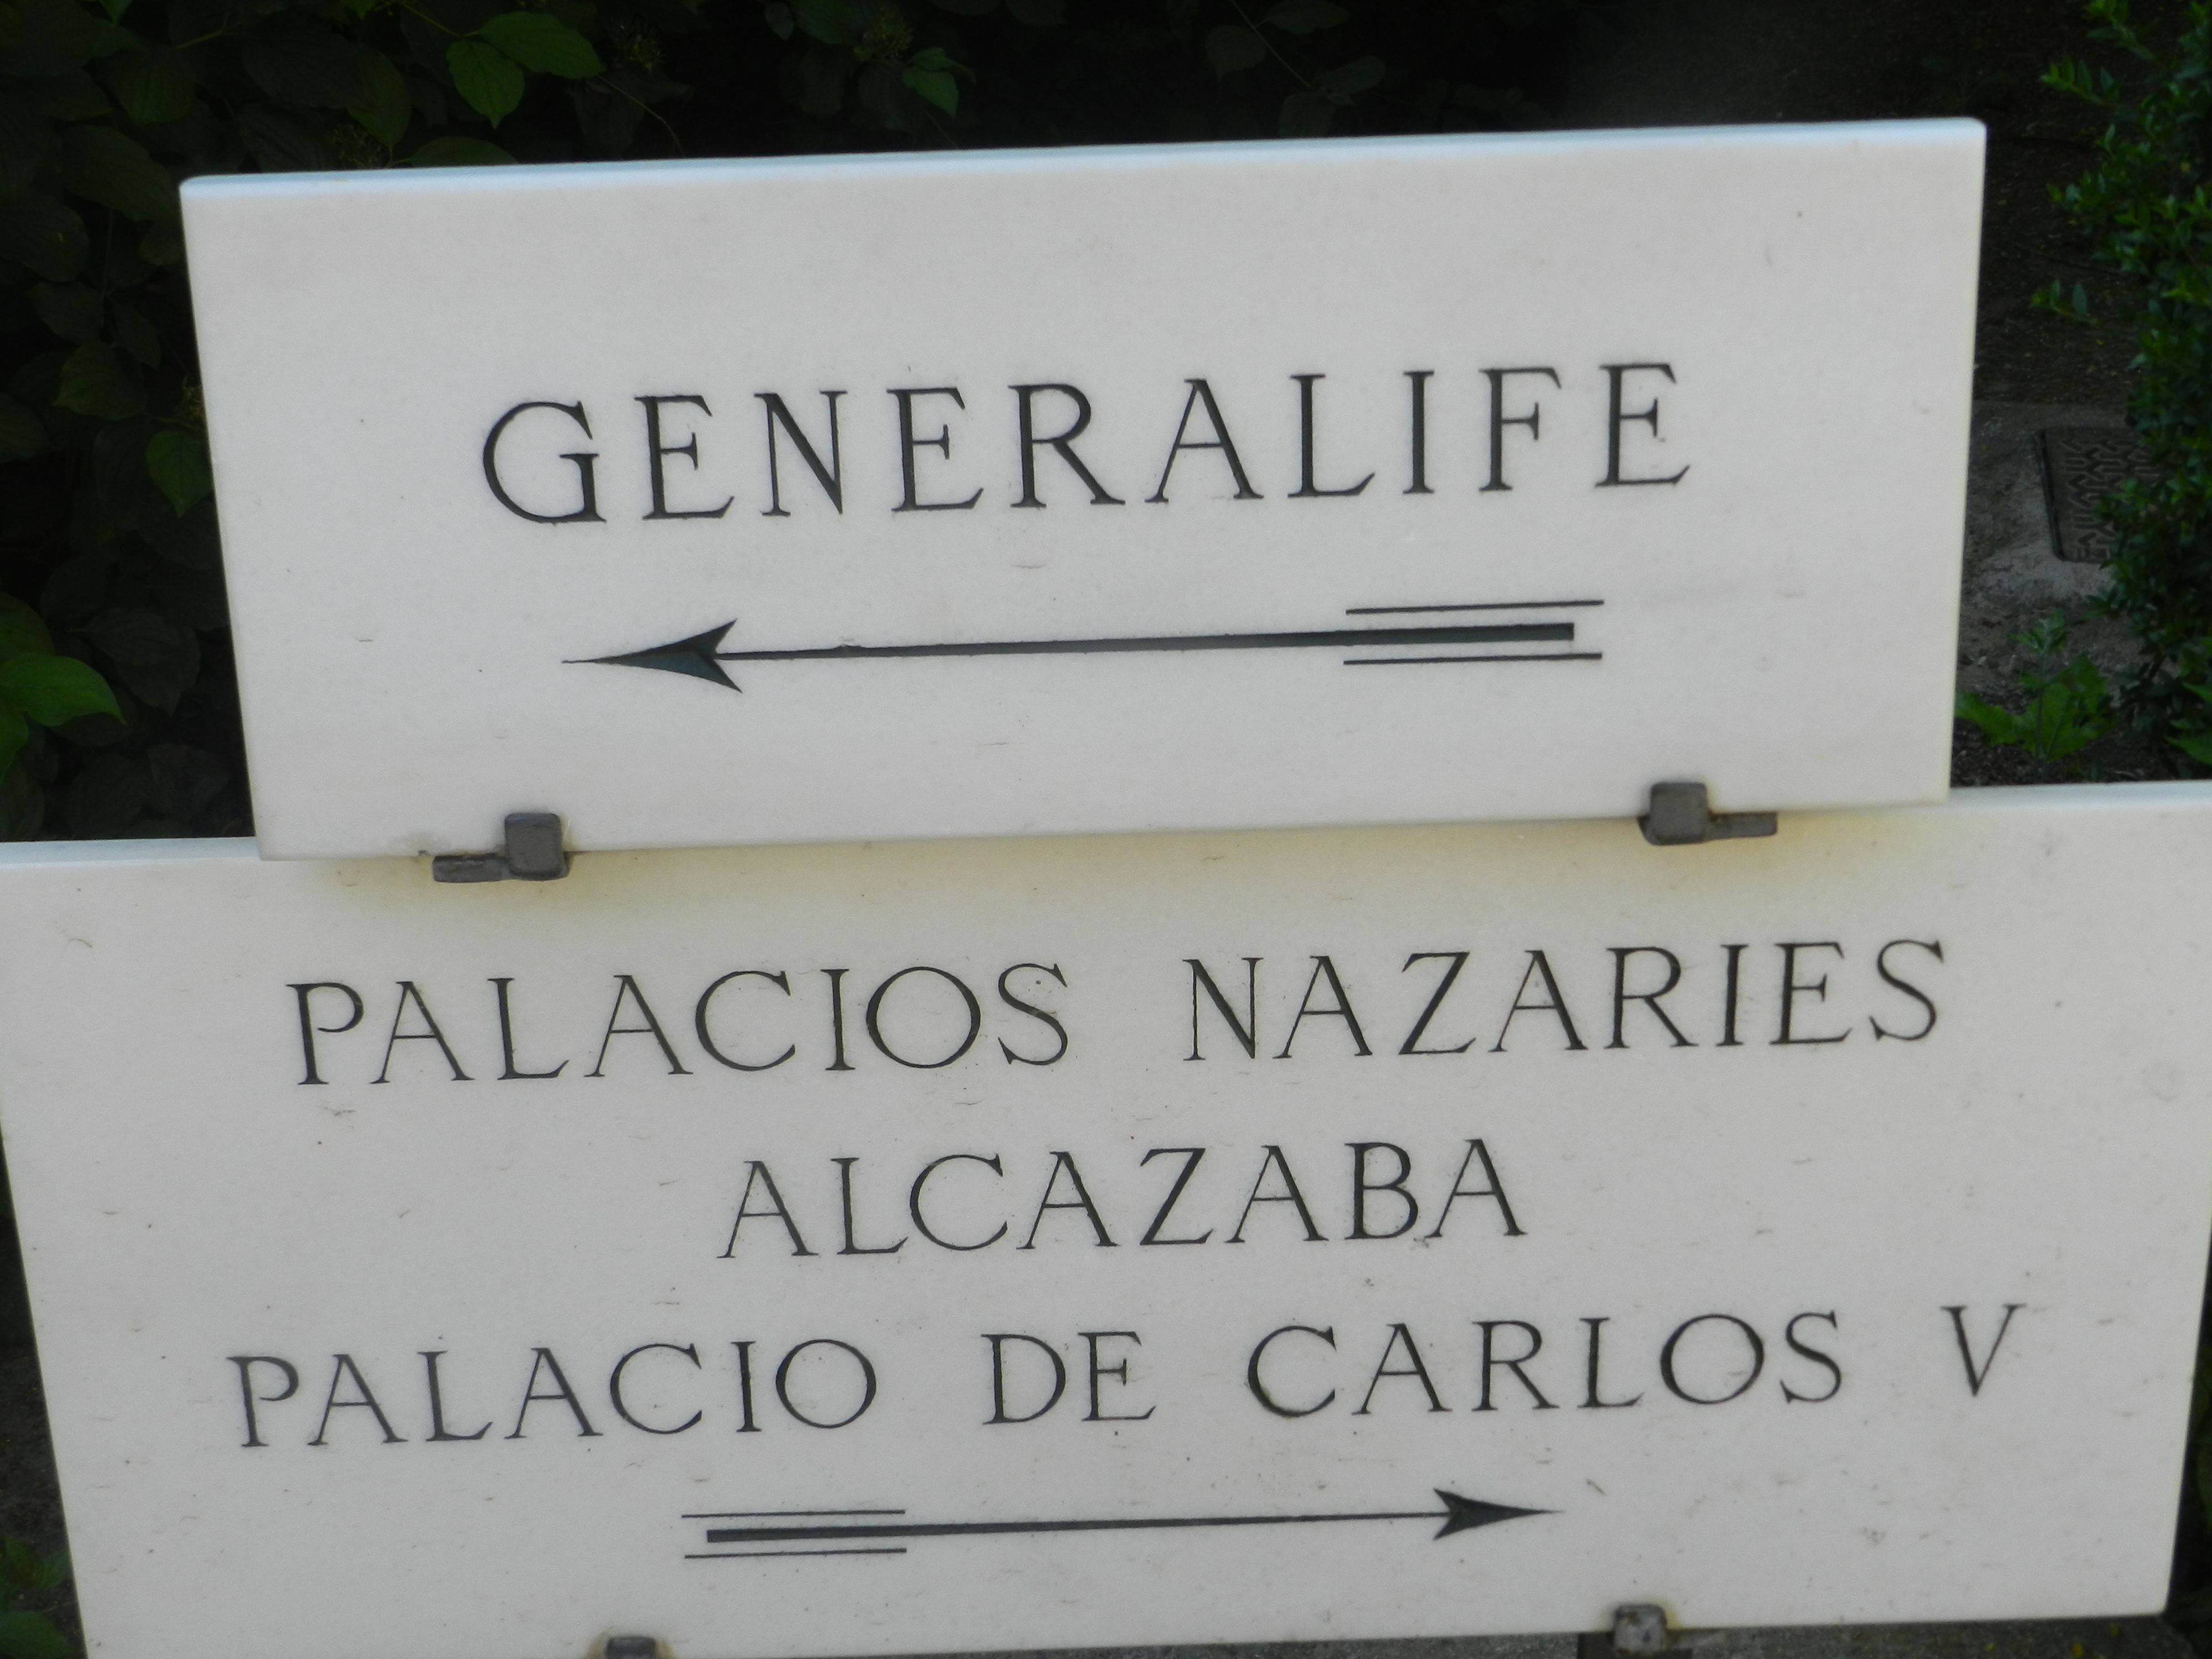 GENERALIFE
PALACIOS NAZARIES
ALCAZABA
PALACIO DE CARLOS V